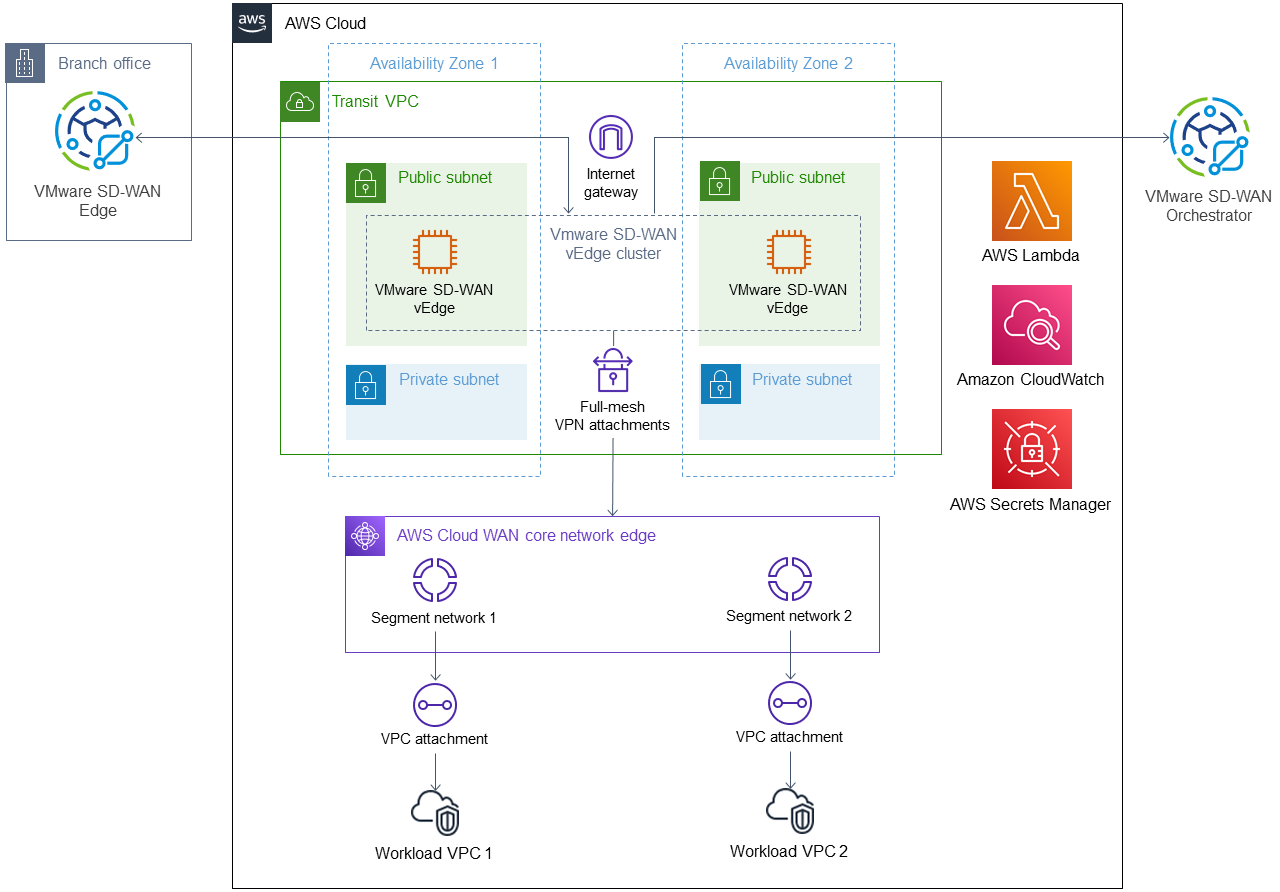 aws
AWS Cloud
Branch office
VMware SD-WAN
Edge
Availability Zone 1
Availability Zone 2
Transit VPC
Internet
gateway
Public subnet
Public subnet
Vmware SD-WAN
vEdge cluster
VMware SD-WAN
vEdge
VMware SD-WAN
vEdge
Private subnet
Private subnet
Full-mesh
VPN attachments
VMware SD-WAN
Orchestrator
AWS Lambda
Amazon CloudWatch
AWS Secrets Manager
AWS Cloud WAN core network edge
Segment network 1
Segment network 2
VPC attachment
VPC attachment
Workload VPC 1
Workload VPC 2